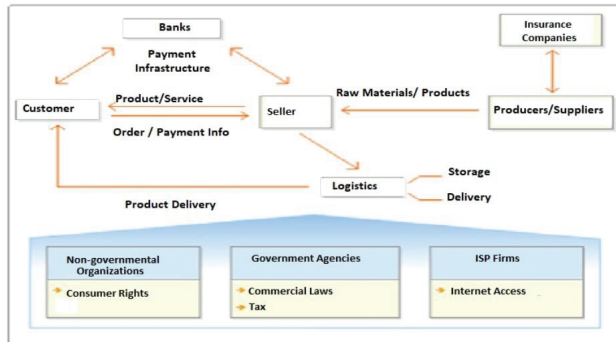 Banks
Insurance
Companies
Payment
Infrastructure
Customer
Product/Service
Seller
Raw Materials/ Products
Producers/Suppliers
Order / Payment Info
Logistics
Storage
Delivery
Product Delivery
Non-governmental
Organizations
Consumer Rights
Government Agencies
Commercial Laws
Tax
ISP Firms
Internet Access